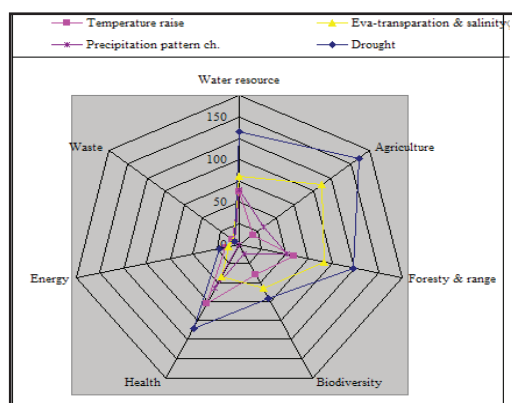 Temperature raise
Eva-transparation & salinity
Precipitation pattern ch.
Drought
Water resource
150
Waste
Agriculture
100
50
0
Energy
Foresty & range
Health
Biodiversity